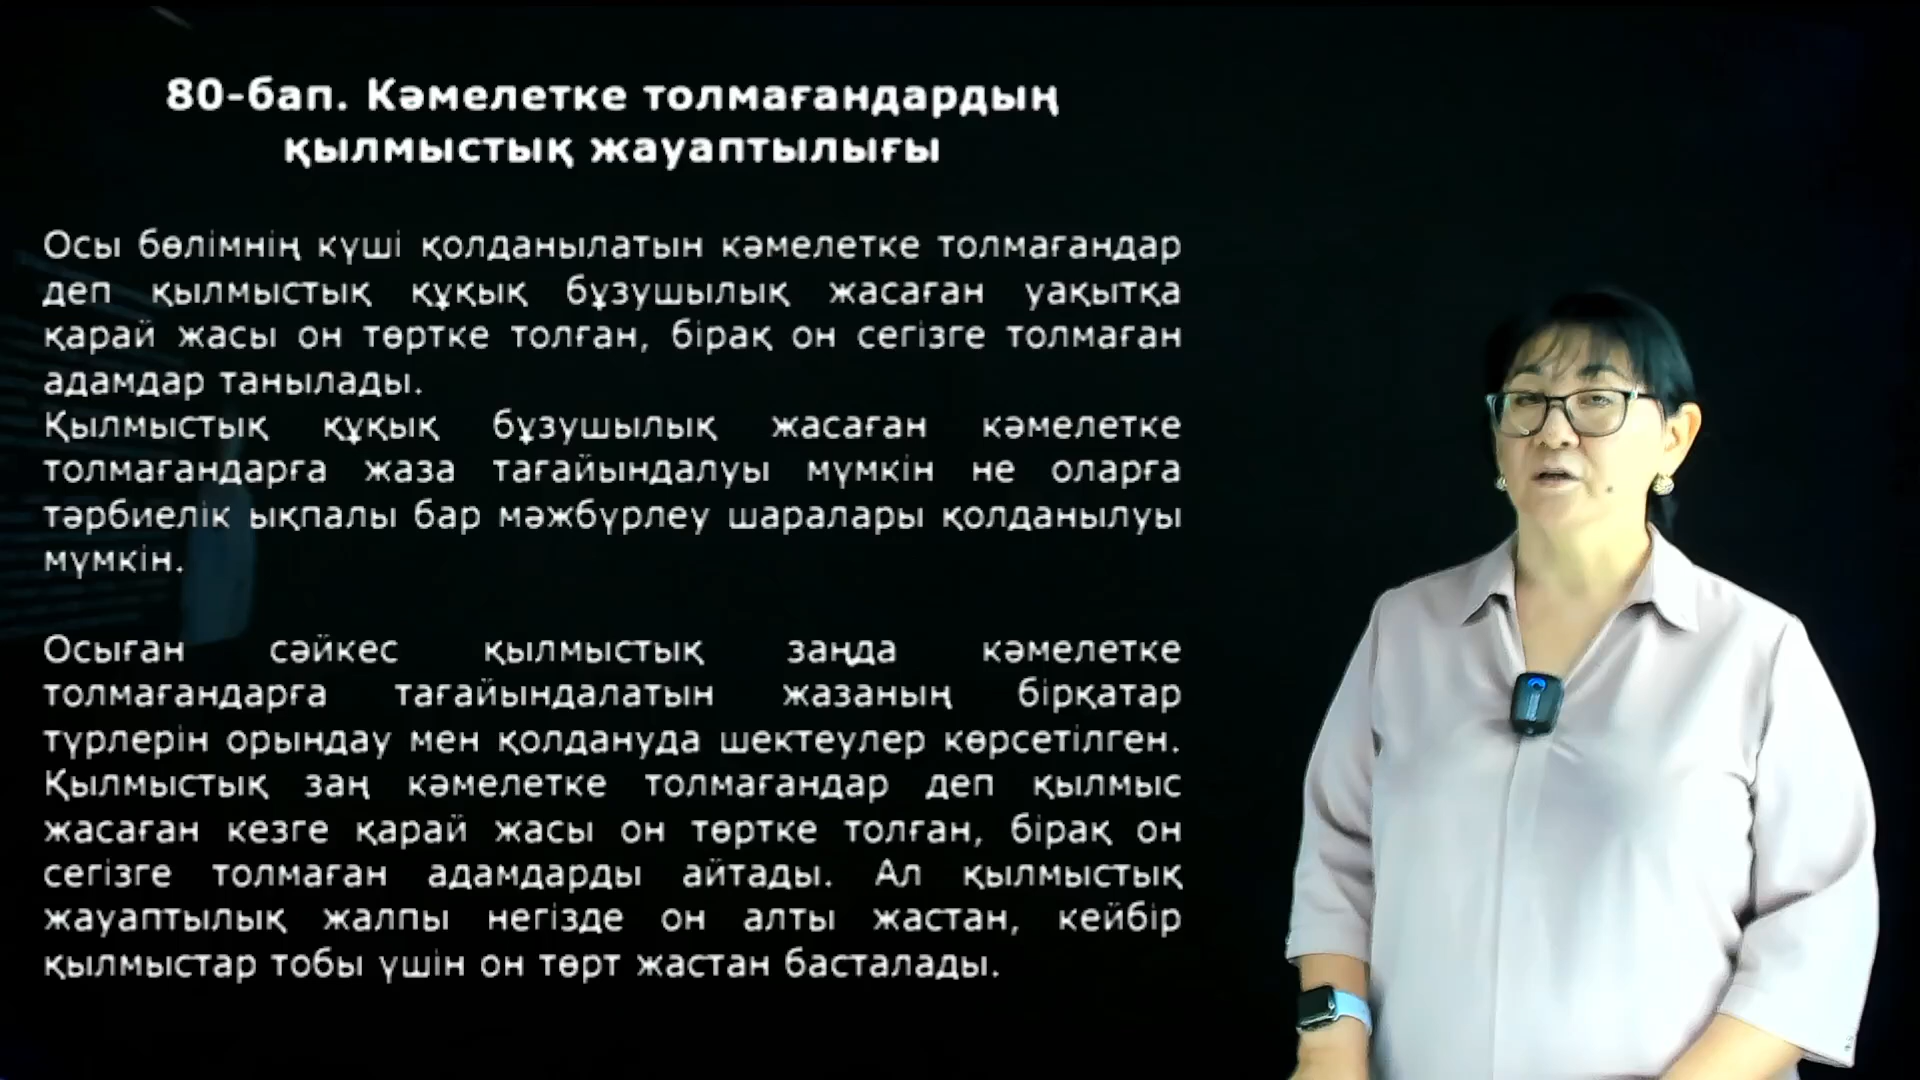 80-бап. Кәмелетке толмағандардың
қылмыстық жауаптылығы
Осы бөлімнің күші қолданылатын кәмелетке толмағандар
деп қылмыстық құқық бұзушылық жасаған уақытқа
қарай жасы он төртке толған, бірақ он сегізге толмаған
адамдар танылады.
Қылмыстық құқық бұзушылық жасаған кәмелетке
толмағандарға жаза тағайындалуы мүмкін не оларға
тәрбиелік ықпалы бар мәжбүрлеу шаралары қолданылуы
мүмкін.
Осыған сәйкес қылмыстық заңда кәмелетке
толмағандарға тағайындалатын жазаның бірқатар
түрлерін орындау мен қолдануда шектеулер көрсетілген.
Қылмыстық заң кәмелетке толмағандар деп қылмыс
жасаған кезге қарай жасы он төртке толған, бірақ он
сегізге толмаған адамдарды айтады. Ал қылмыстық
жауаптылық жалпы негізде он алты жастан, кейбір
қылмыстар тобы үшін он төрт жастан басталады.